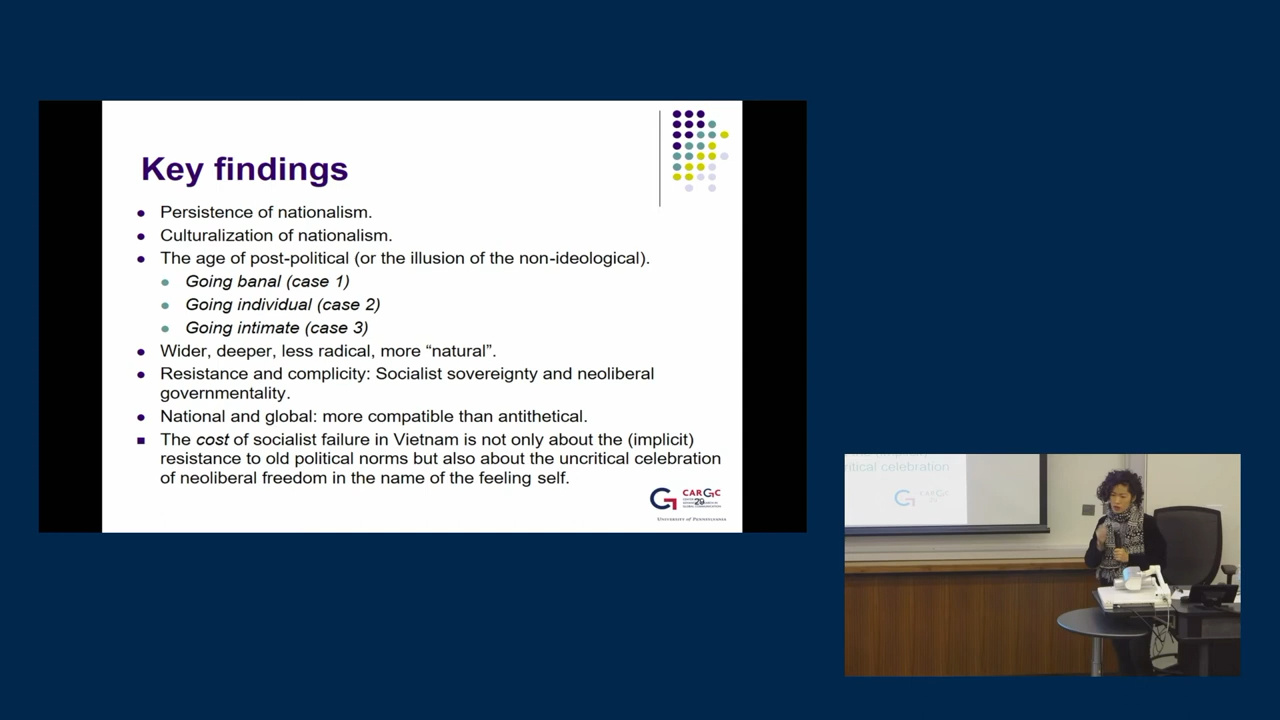 Key findings
Persistence of nationalism.
Culturalization of nationalism.
The age of post-political (or the illusion of the non-ideological).
Going banal (case 1)
Going individual (case 2)
Going intimate (case 3)
Wider, deeper, less radical, more “natural”.
Resistance and complicity: Socialist sovereignty and neoliberal
governmentality.
National and global: more compatible than antithetical.
The cost of socialist failure in Vietnam is not only about the (implicit)
resistance to old political norms but also about the uncritical celebration
of neoliberal freedom in the name of the feeling self.
CARGC
29
University of Pennsylvania
ritical celebration
CARGC